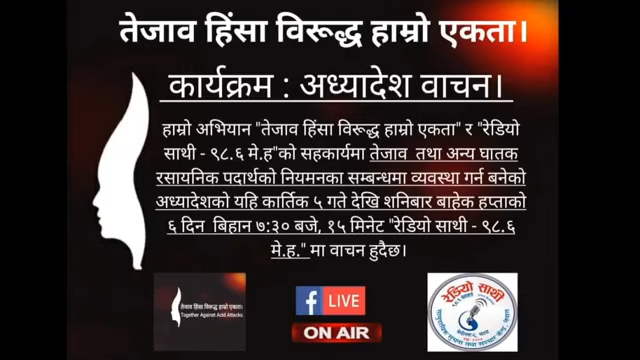 तेजाव हिंसा विरूद्ध हाम्रो एकता।
कार्यक्रम : अध्यादेश वाचन।
हाम्रो अभियान "तेजाव हिंसा विरूद्ध हाम्रो एकता" र "रेडियो
साथी - ९८.६ मे.ह"को सहकार्यमा तेजाव तथा अन्य घातक
रसायनिक पदार्थको नियमनका सम्बन्धमा व्यवस्था गर्न बनेको
अध्यादेशको यहि कार्तिक ५ गते देखि शनिबार बाहेक हप्ताको
६ दिन बिहान ७:३० बजे, १५ मिनेट "रेडियो साथी - ९८.६
मे.ह." मा वाचन हुदैछ।
तेजाव हिंसा विरूद्ध हाम्रो एकता।
Together Against Acid Attacks.
f LIVE
ON AIR
रेडियो साथी